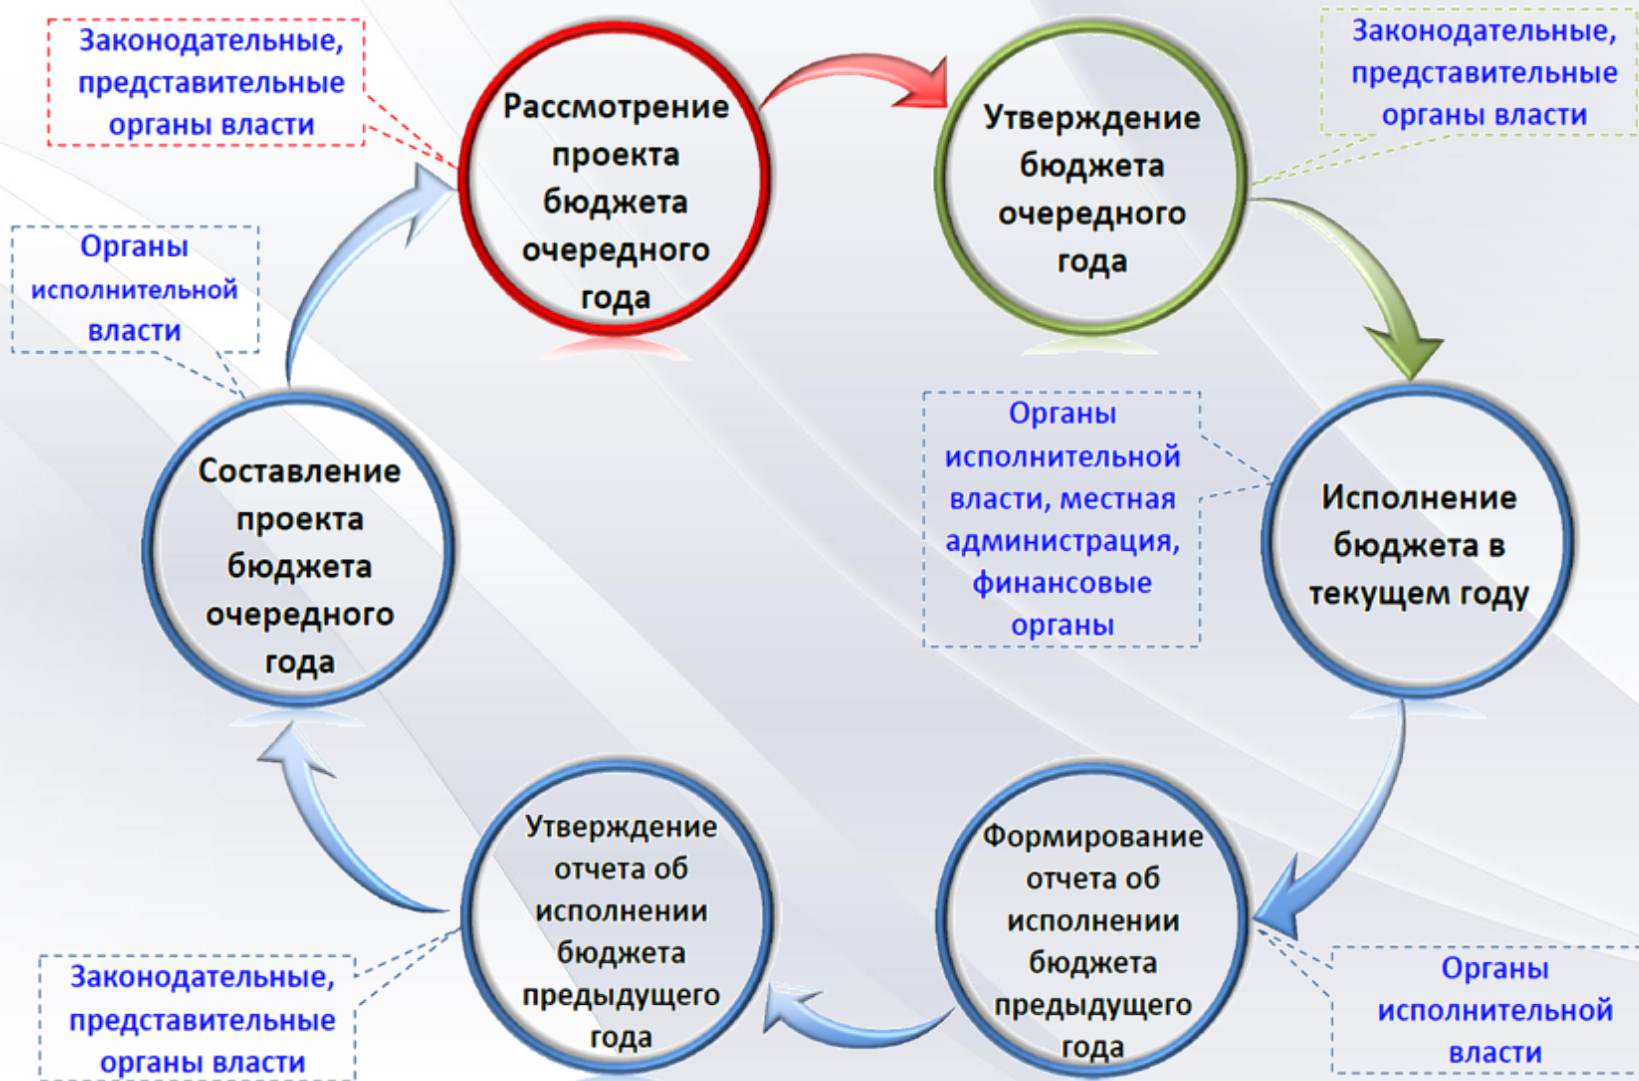 Законодательные,
представительные
органы власти
Рассмотрение
проекта
бюджета
очередного
года
Утверждение
бюджета
очередного
года
Законодательные,
представительные
органы власти
Органы
исполнительной
власти
Составление
проекта
бюджета
очередного
года
Органы
исполнительной
власти, местная
администрация,
финансовые
органы
Исполнение
бюджета в
текущем году
Утверждение
отчета об
исполнении
бюджета
предыдущего
года
Формирование
отчета об
исполнении
бюджета
предыдущего
года
Законодательные,
представительные
органы власти
Органы
исполнительной
власти